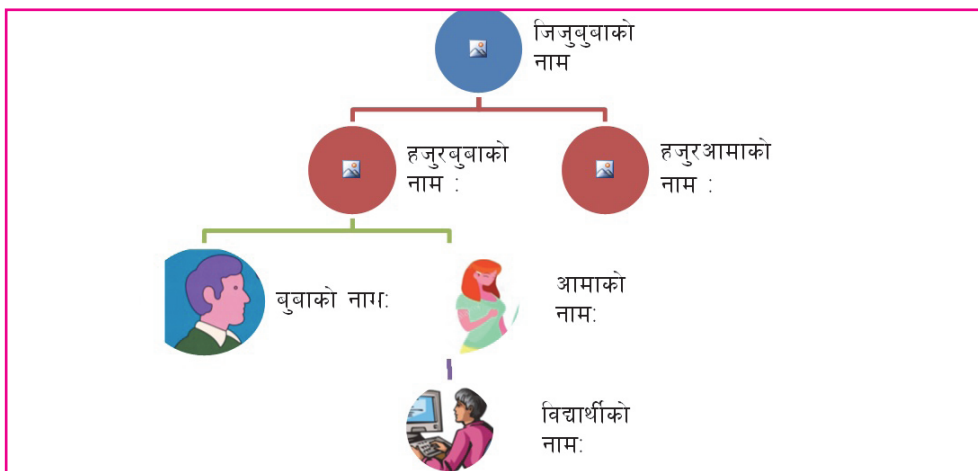 जिजुबुबाको
नाम
हजुरबुबाको
नाम :
हजुरआमाको
नाम :
बुबाको नाम:
आमाको
नाम:
विद्यार्थीको
नाम: